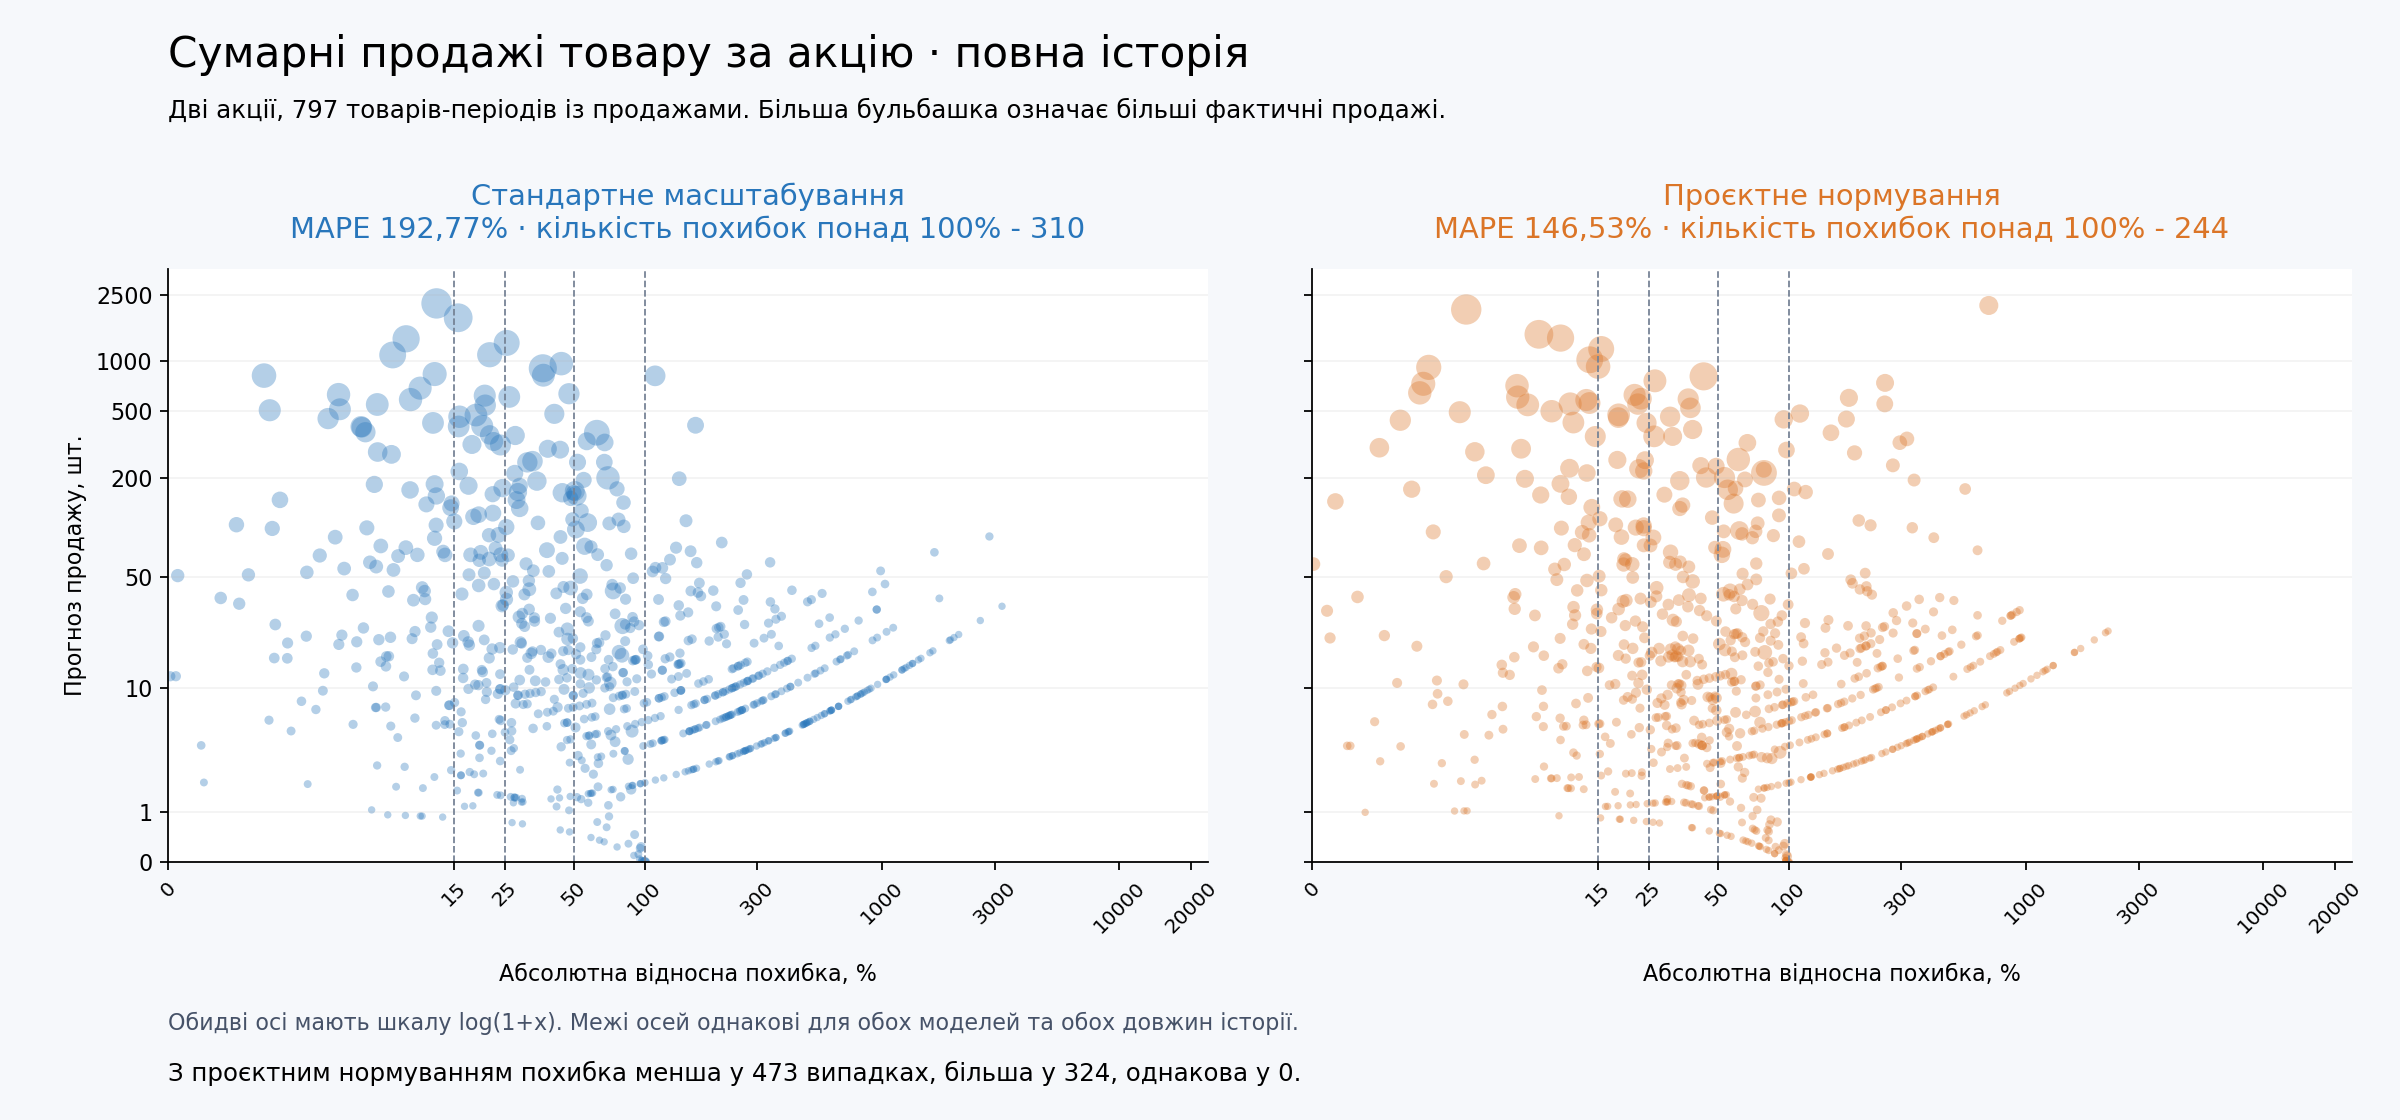 Сумарні продажі товару за акцію · повна історія
Дві акції, 797 товарів-періодів із продажами. Більша бульбашка означає більші фактичні продажі.
Стандартне масштабування
MAPE 192,77% · кількість похибок понад 100% - 310
Проєктне нормування
MAPE 146,53% · кількість похибок понад 100% - 244
Прогноз продажу, шт.
2500
1000
500
200
50
10
1
0
0 15 25 50 100 300 1000 3000 10000 20000
0 15 25 50 100 300 1000 3000 10000 20000
Абсолютна відносна похибка, %
Абсолютна відносна похибка, %
Обидві осі мають шкалу log(1+x). Межі осей однакові для обох моделей та обох довжин історії.
З проєктним нормуванням похибка менша у 473 випадках, більша у 324, однакова у 0.